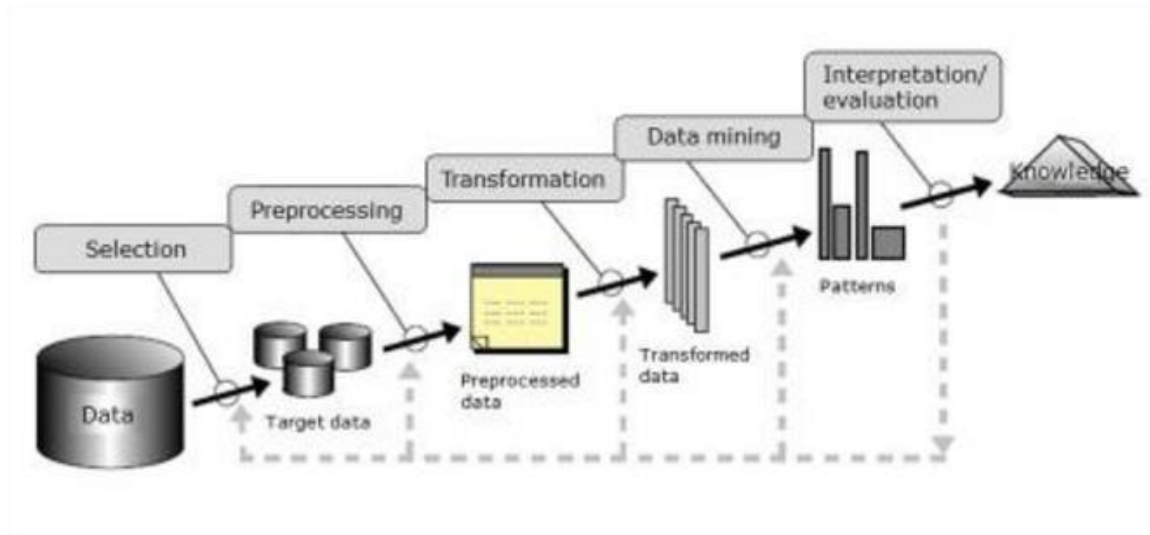 Interpretation/
evaluation
Data mining
Transformation
Preprocessing
Selection
Knowledge
Patterns
Transformed
data
Preprocessed
data
Target data
Data